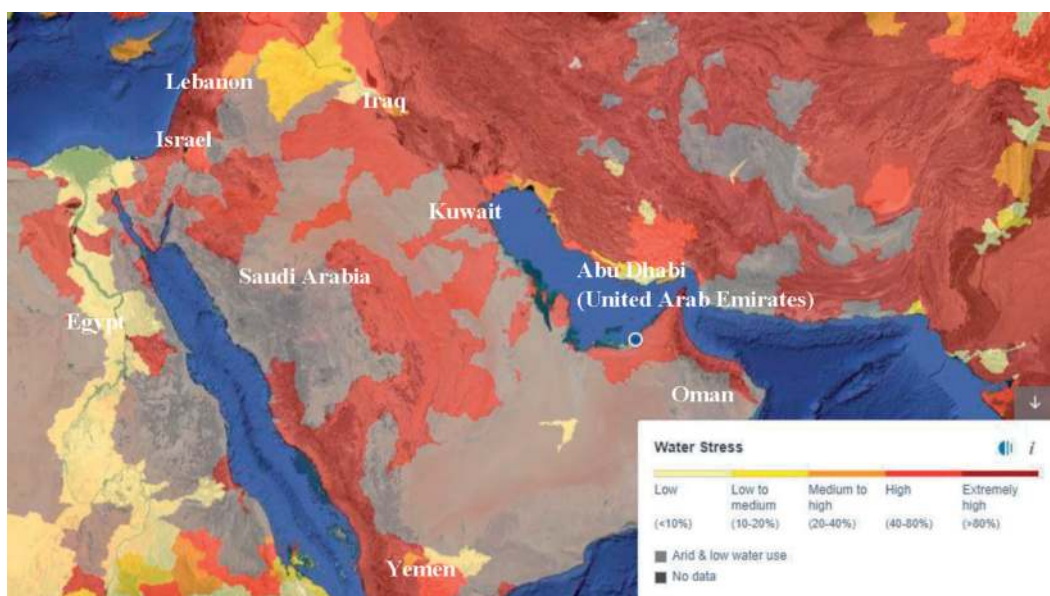 Lebanon
Iraq
Israel
Kuwait
Saudi Arabia
Abu Dhabi
(United Arab Emirates)
Egypt
Oman
Yemen
Water Stress
i
Low
(<10%)
Low to
medium
(10-20%)
Medium to
high
(20-40%)
High
(40-80%)
Extremely
high
(>80%)
Arid & low water use
No data